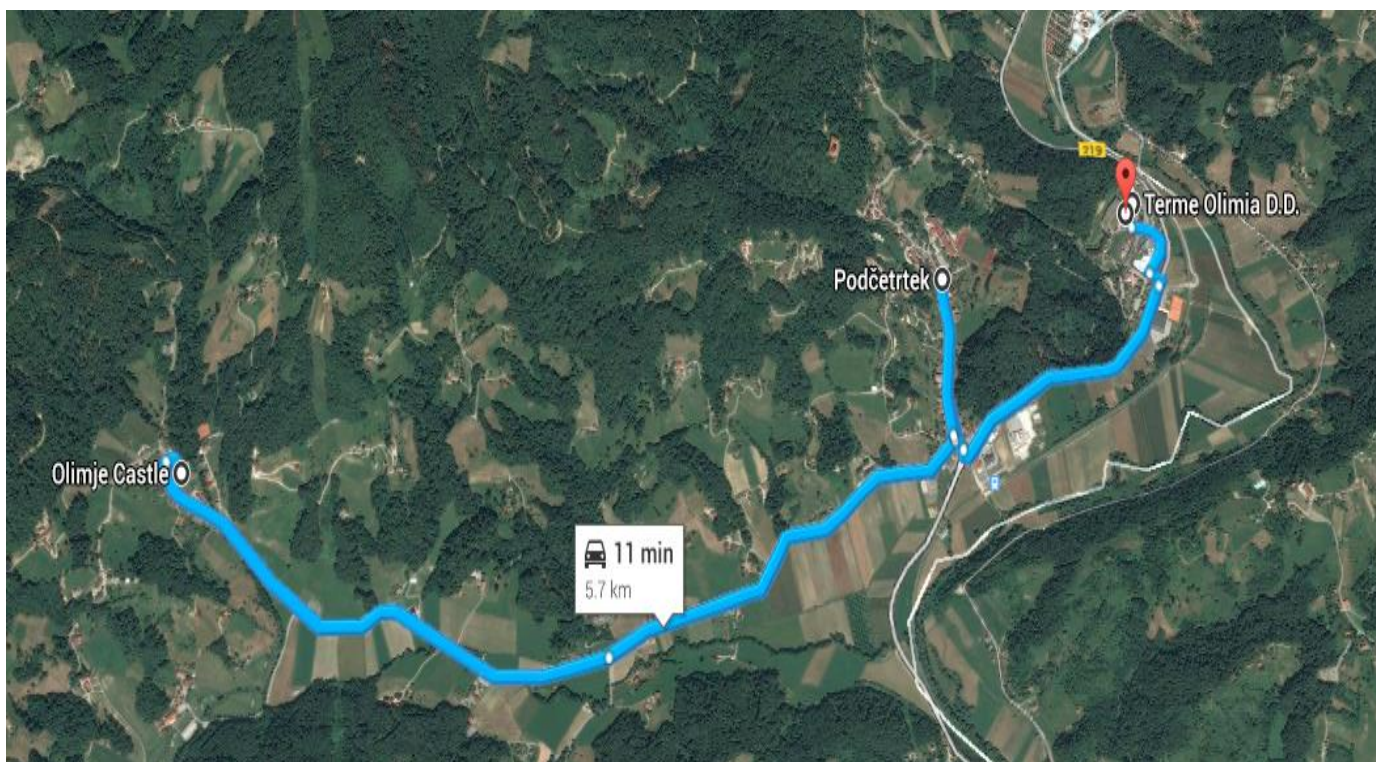 219
Terme Olimia D.D.
Podčetrtek
Olimje Castle
11 min
5.7 km